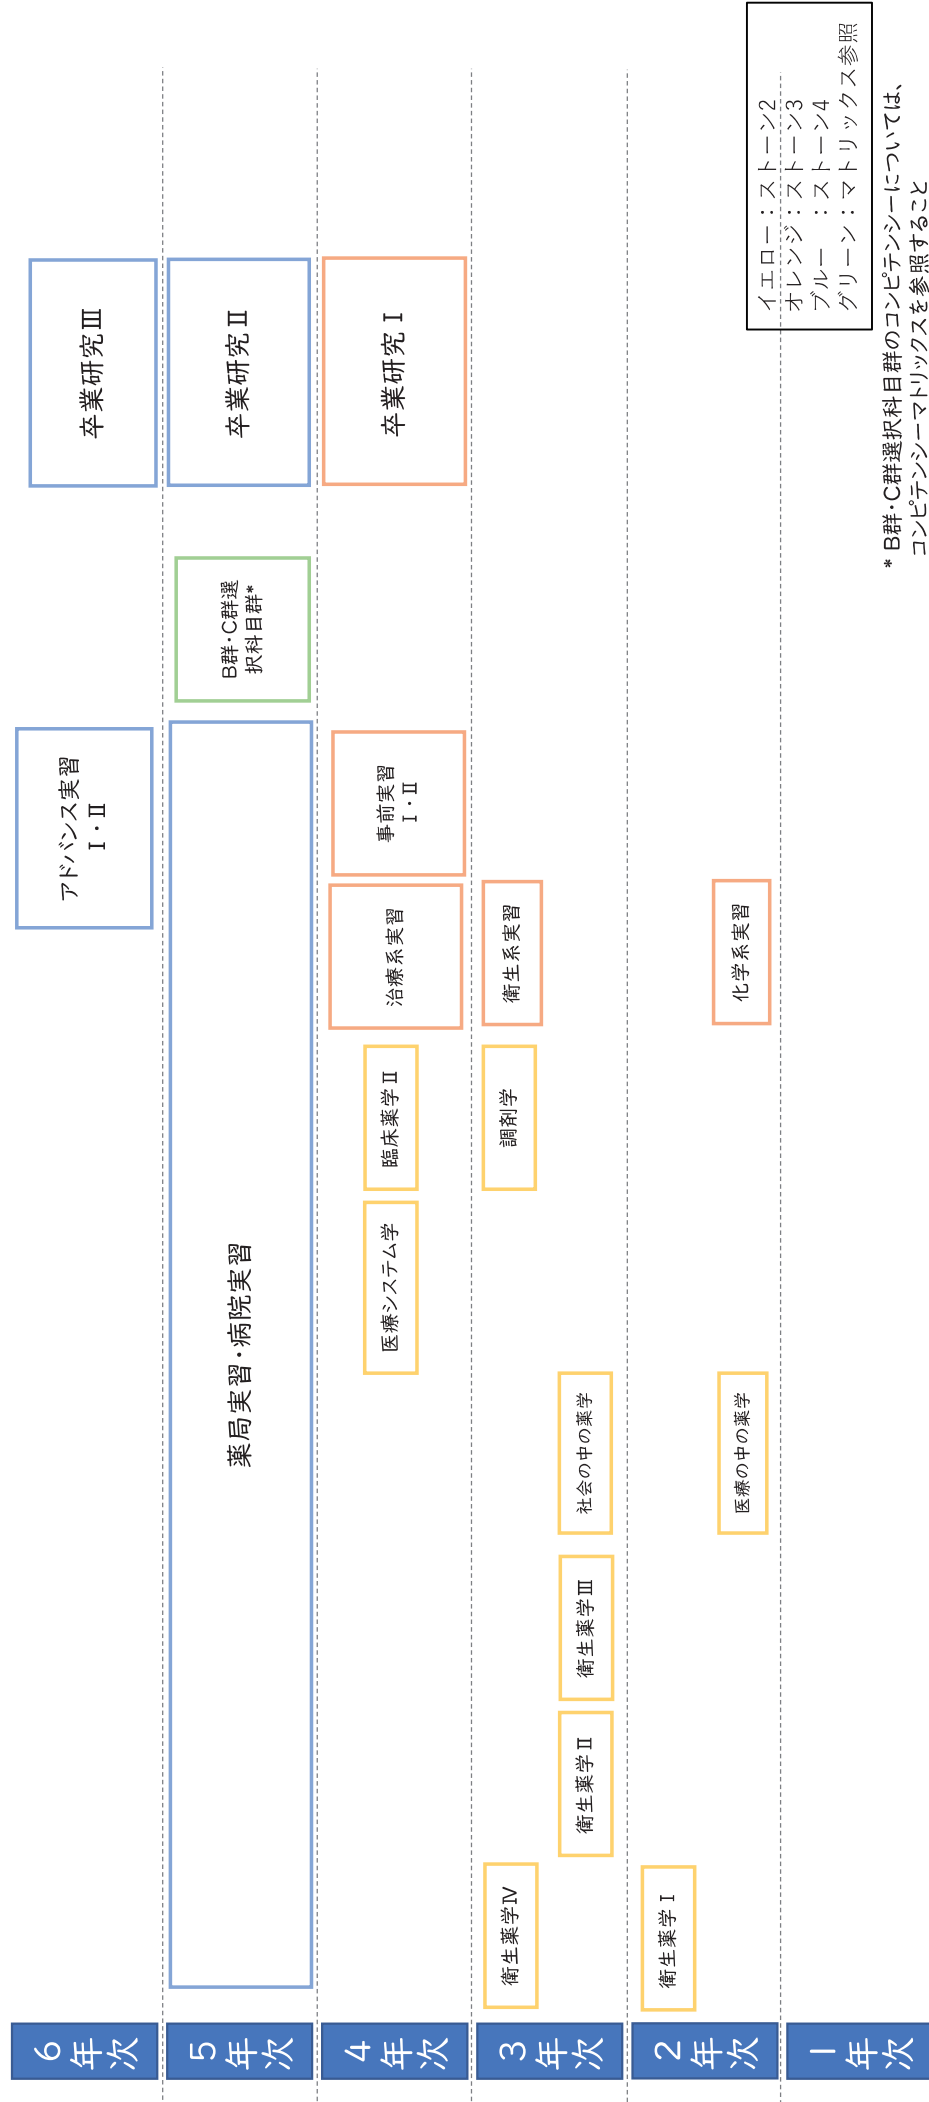 6
年
次
アドバンス実習
Ⅰ・Ⅱ
卒業研究Ⅲ
5
年
次
薬局実習・病院実習
B群・C群選
択科目群*
卒業研究Ⅱ
4
年
次
医療システム学
臨床薬学Ⅱ
治療系実習
事前実習
Ⅰ・Ⅱ
卒業研究Ⅰ
3
年
次
衛生薬学Ⅳ
調剤学
衛生系実習
衛生薬学Ⅱ
衛生薬学Ⅲ
社会の中の薬学
2
年
次
衛生薬学Ⅰ
医療の中の薬学
化学系実習
1
年
次
イエロー：ストーン2
オレンジ：ストーン3
ブルー　：ストーン4
グリーン：マトリックス参照
* B群・C群選択科目群のコンピテンシーについては、
コンピテンシーマトリックスを参照すること